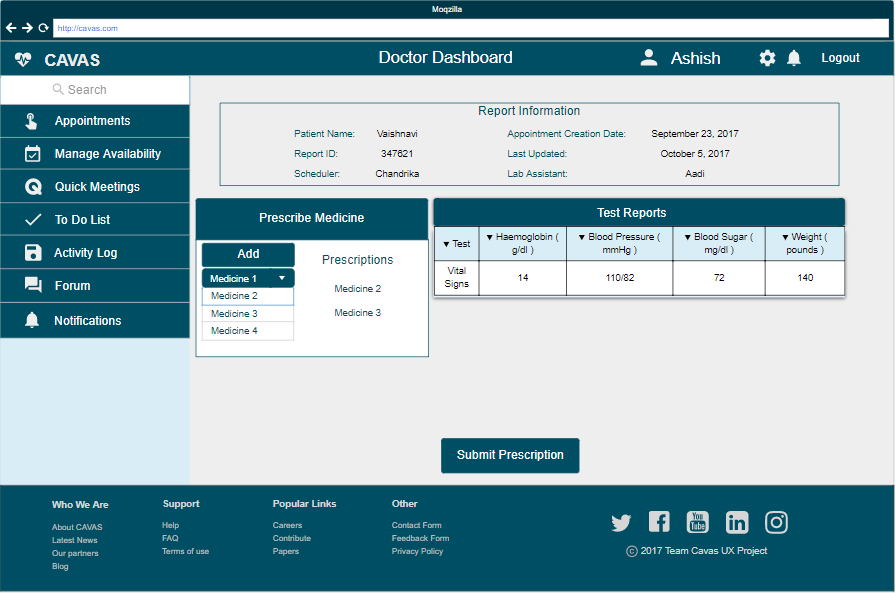 Moqzilla
http://cavas.com
CAVAS
Doctor Dashboard
Ashish
Logout
Search
Appointments
Manage Availability
Quick Meetings
To Do List
Activity Log
Forum
Notifications
Report Information
Patient Name: Vaishnavi Appointment Creation Date: September 23, 2017
Report ID: 347621 Last Updated: October 5, 2017
Scheduler: Chandrika Lab Assistant: Aadi
Prescribe Medicine
Add
Medicine 1
Medicine 2
Medicine 3
Medicine 4
Prescriptions
Medicine 2
Medicine 3
Test Reports
▼ Test
▼ Haemoglobin (
g/dl )
▼ Blood Pressure (
mmHg )
▼ Blood Sugar (
mg/dl )
▼ Weight (
pounds )
Vital
Signs
14
110/82
72
140
Submit Prescription
Who We Are
About CAVAS
Latest News
Our partners
Blog
Support
Help
FAQ
Terms of use
Popular Links
Careers
Contribute
Papers
Other
Contact Form
Feedback Form
Privacy Policy
You
Tube
in
© 2017 Team Cavas UX Project